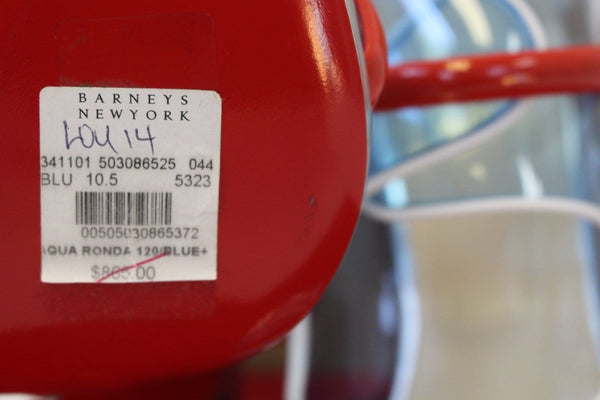 BARNEYS
NEWYORK
LOU 14
341101 503086525 044
BLU 10.5 5323
00505030865372
AQUA RONDA 120/BLUE+
$865.00